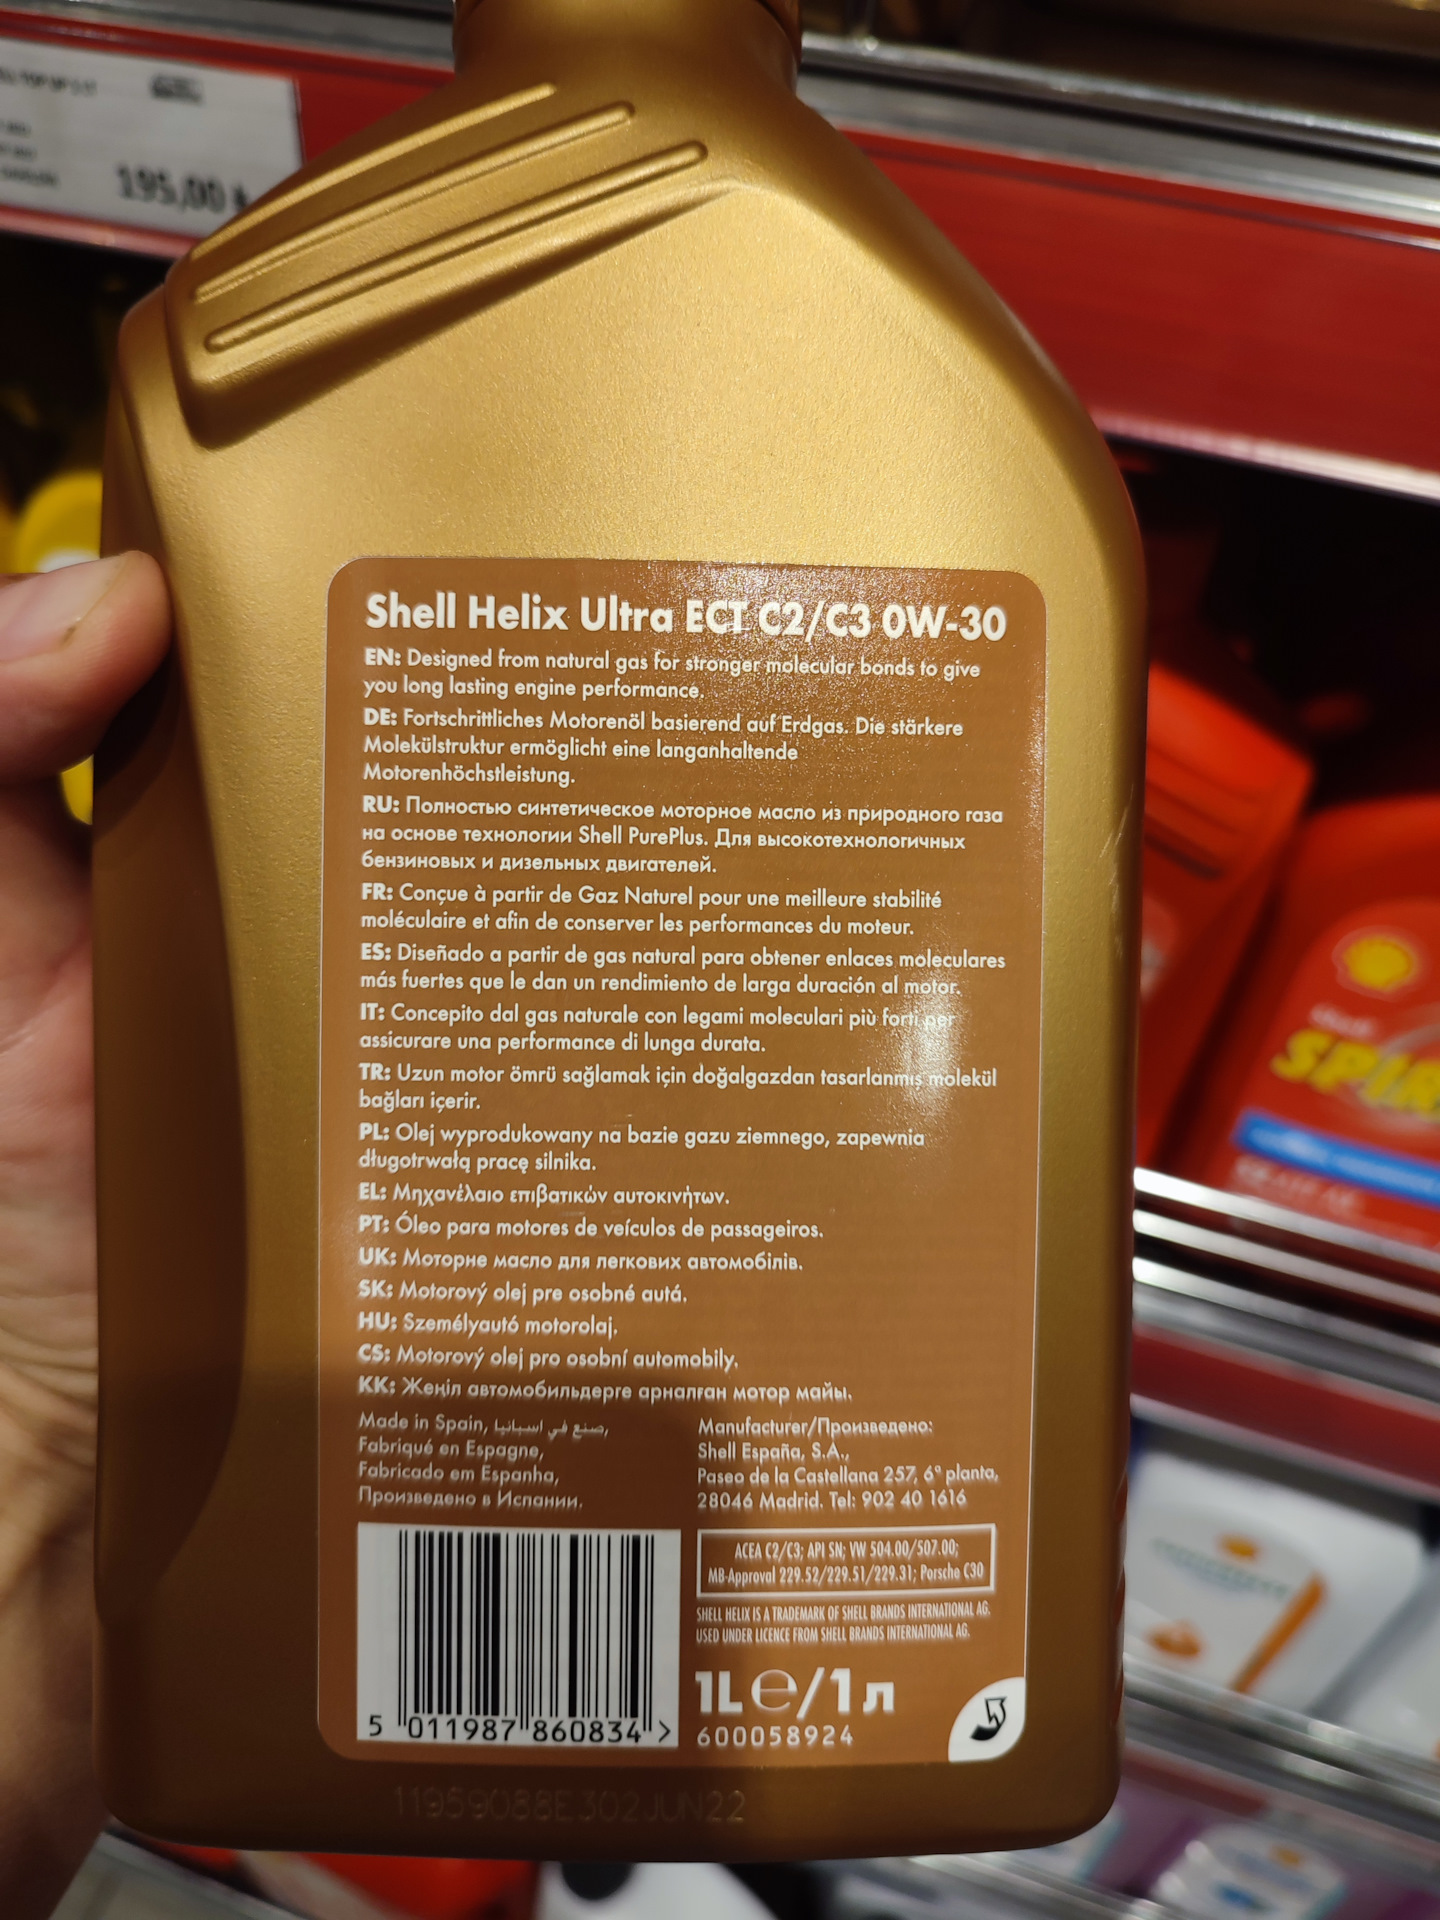 195,00 ₺
Shell Helix Ultra ECT C2/C3 0W-30
EN: Designed from natural gas for stronger molecular bonds to give
you long lasting engine performance.
DE: Fortschrittliches Motorenöl basierend auf Erdgas. Die stärkere
Molekülstruktur ermöglicht eine langanhaltende
Motorenhöchstleistung.
RU: Полностью синтетическое моторное масло из природного газа
на основе технологии Shell PurePlus. Для высокотехнологичных
бензиновых и дизельных двигателей.
FR: Conçue à partir de Gaz Naturel pour une meilleure stabilité
moléculaire et afin de conserver les performances du moteur.
ES: Diseñado a partir de gas natural para obtener enlaces moleculares
más fuertes que le dan un rendimiento de larga duración al motor.
IT: Concepito dal gas naturale con legami moleculari più forti per
assicurare una performance di lunga durata.
TR: Uzun motor ömrü sağlamak için doğalgazdan tasarlanmış molekül
bağları içerir.
PL: Olej wyprodukowany na bazie gazu ziemnego, zapewnia
długotrwałą pracę silnika.
EL: Μηχανέλαιο επιβατικών αυτοκινήτων.
PT: Óleo para motores de veículos de passageiros.
UK: Моторне масло для легкових автомобілів.
SK: Motorový olej pre osobné autá.
HU: Személyautó motorolaj.
CS: Motorový olej pro osobní automobily.
KK: Жеңіл автомобильдерге арналған мотор майы.
Made in Spain, صنع في اسبانيا,
Fabriqué en Espagne,
Fabricado em Espanha,
Произведено в Испании.
Manufacturer/Произведено:
Shell España, S.A.,
Paseo de la Castellana 257, 6º planta,
28046 Madrid. Tel: 902 40 1616
ACEA C2/C3; API SN; VW 504.00/507.00;
MB-Approval 229.52/229.51/229.31; Porsche C30
SHELL HELIX IS A TRADEMARK OF SHELL BRANDS INTERNATIONAL AG.
USED UNDER LICENCE FROM SHELL BRANDS INTERNATIONAL AG.
1L e/1 л
600058924
5 011987 860834 >
11959088E302JUN22